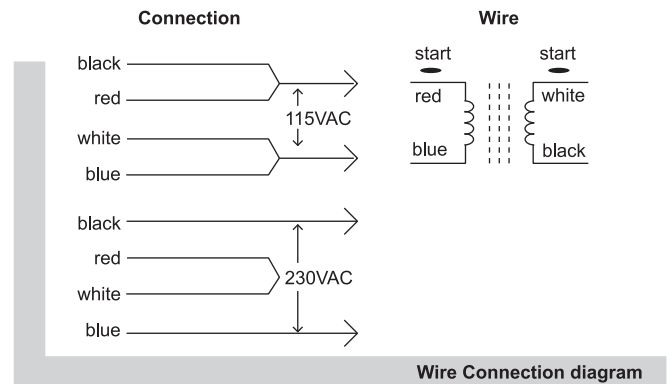 Connection
black
red
115VAC
white
blue
black
red
230VAC
white
blue
Wire
start start
red white
blue black
Wire Connection diagram